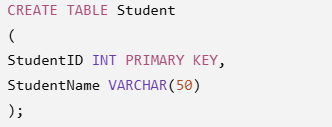 CREATE TABLE Student
(
StudentID INT PRIMARY KEY,
StudentName VARCHAR(50)
);